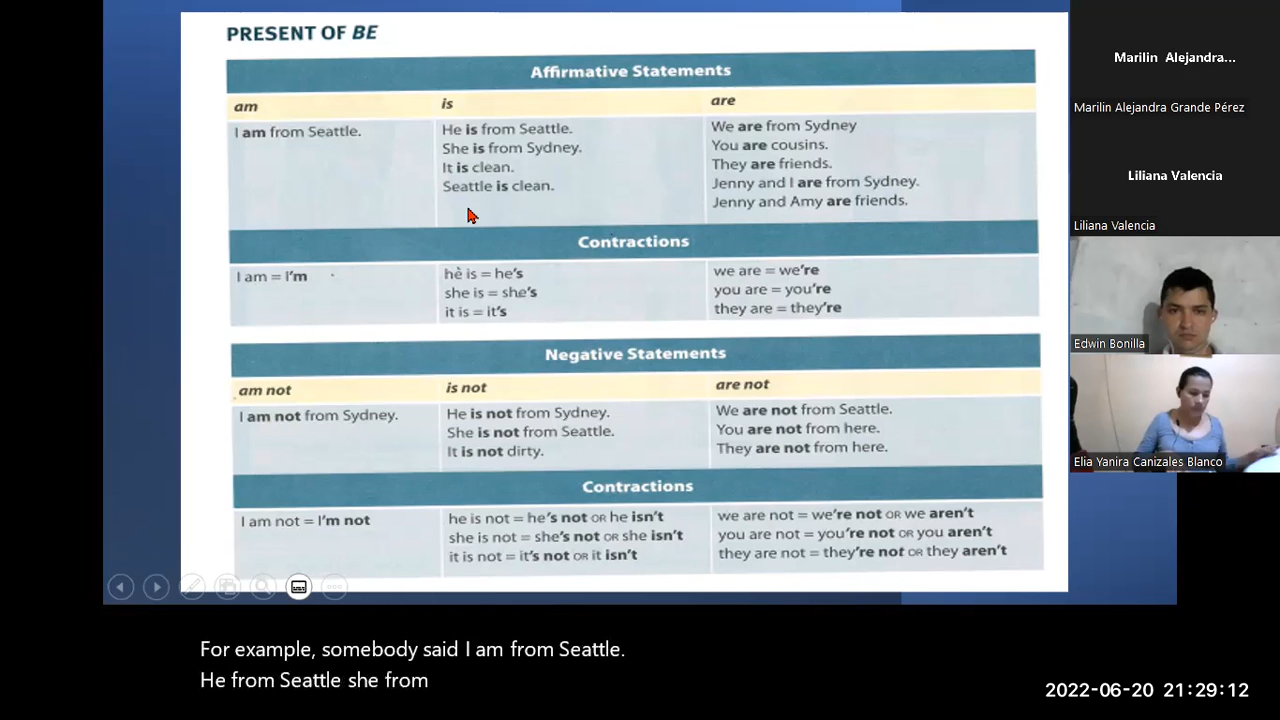 PRESENT OF BE
Affirmative Statements
am is are
I am from Seattle.
He is from Seattle.
She is from Sydney.
It is clean.
Seattle is clean.
We are from Sydney
You are cousins.
They are friends.
Jenny and I are from Sydney.
Jenny and Amy are friends.
Contractions
I am = I'm
he is = he's
she is = she's
it is = it's
we are = we're
you are = you're
they are = they're
Negative Statements
am not is not are not
I am not from Sydney.
He is not from Sydney.
She is not from Seattle.
It is not dirty.
We are not from Seattle.
You are not from here.
They are not from here.
Contractions
I am not = I'm not
he is not = he's not OR he isn't
she is not = she's not OR she isn't
it is not = it's not OR it isn't
we are not = we're not OR we aren't
you are not = you're not OR you aren't
they are not = they're not OR they aren't
For example, somebody said I am from Seattle.
He from Seattle she from
Marilin Alejandra...
Marilin Alejandra Grande Pérez
Liliana Valencia
Liliana Valencia
Edwin Bonilla
Elia Yanira Canizales Blanco
2022-06-20 21:29:12